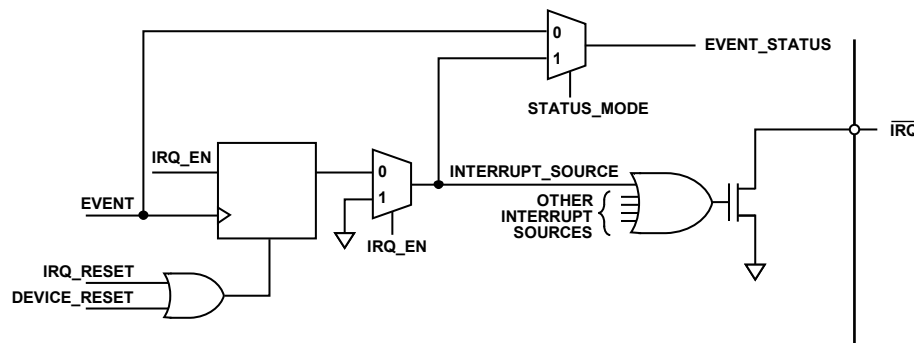 0
1
EVENT_STATUS
STATUS_MODE
IRQ
IRQ_EN
0
1
INTERRUPT_SOURCE
EVENT
OTHER
INTERRUPT
SOURCES
IRQ_EN
IRQ_RESET
DEVICE_RESET